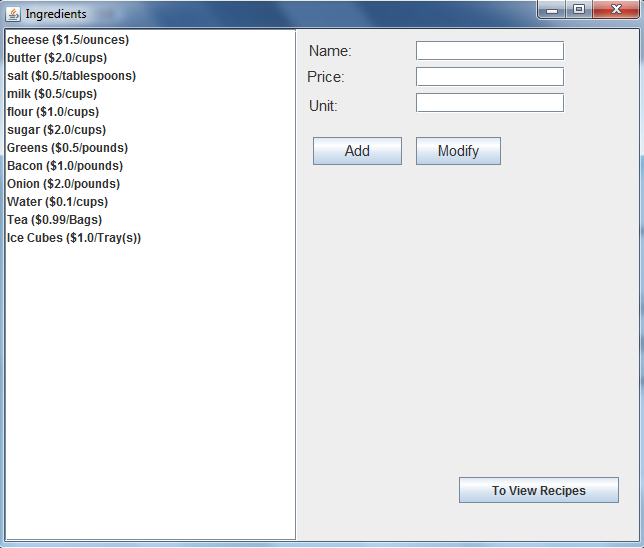 Ingredients
cheese ($1.5/ounces)
butter ($2.0/cups)
salt ($0.5/tablespoons)
milk ($0.5/cups)
flour ($1.0/cups)
sugar ($2.0/cups)
Greens ($0.5/pounds)
Bacon ($1.0/pounds)
Onion ($2.0/pounds)
Water ($0.1/cups)
Tea ($0.99/Bags)
Ice Cubes ($1.0/Tray(s))
Name:
Price:
Unit:
Add Modify
To View Recipes